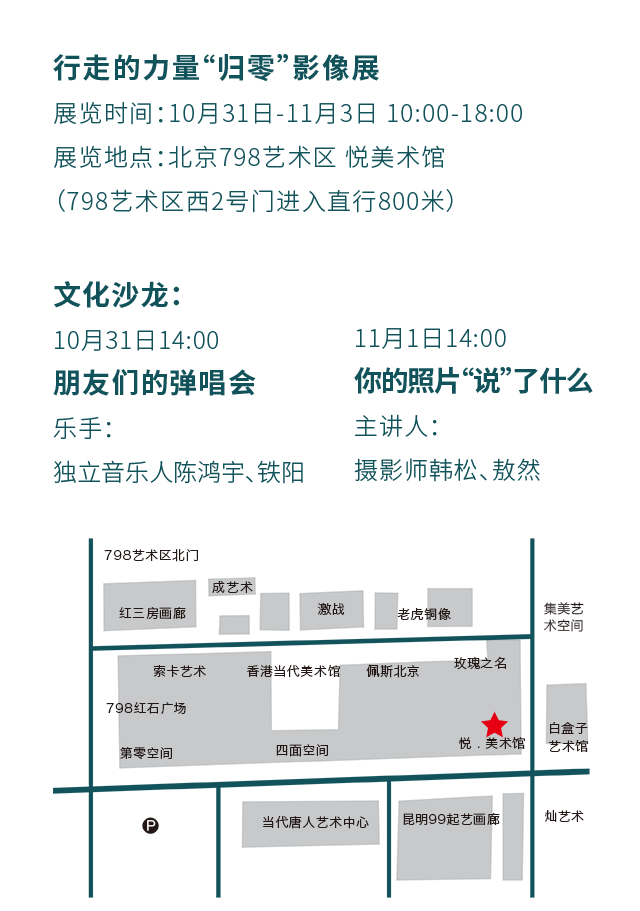 行走的力量“归零”影像展
展览时间：10月31日-11月3日 10:00-18:00
展览地点：北京798艺术区 悦美术馆
（798艺术区西2号门进入直行800米）
文化沙龙：
10月31日14:00
朋友们的弹唱会
乐手：
独立音乐人陈鸿宇、铁阳
11月1日14:00
你的照片“说”了什么
主讲人：
摄影师韩松、敖然
798艺术区北门
成艺术
红三房画廊
激战
老虎铜像
集美艺
术空间
索卡艺术
香港当代美术馆
佩斯北京
玫瑰之名
798红石广场
第零空间
四面空间
悦．美术馆
白盒子
艺术馆
P
当代唐人艺术中心
昆明99起艺画廊
灿艺术